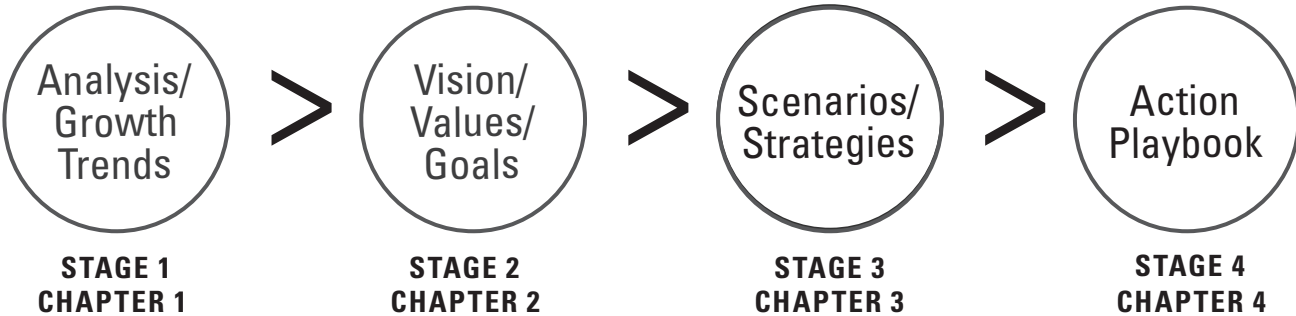 Analysis/
Growth
Trends
>
Vision/
Values/
Goals
>
Scenarios/
Strategies
>
Action
Playbook
STAGE 1
CHAPTER 1
STAGE 2
CHAPTER 2
STAGE 3
CHAPTER 3
STAGE 4
CHAPTER 4